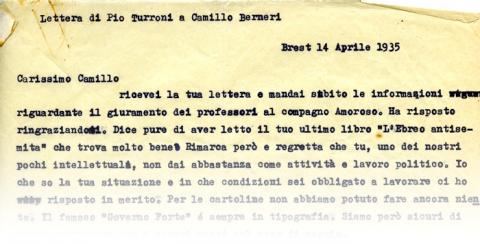 Lettera di Pio Turroni a Camillo Berneri
Brest 14 Aprile 1935
Carissimo Camillo
ricevei la tua lettera e mandai sùbito le informazioni
riguardante il giuramento dei professori al compagno Amoroso. Ha risposto
ringraziandomi. Dice pure di aver letto il tuo ultimo libro "L'Ebreo antise-
mita" che trova molto bene. Rimarca però e regretta che tu, uno dei nostri
pochi intellettuali, non dai abbastanza come attività e lavoro politico. Io
che so la tua situazione e in che condizioni sei obbligato a lavorare ci ho
risposto in merito. Per le cartoline non abbiamo potuto fare ancora nien
te. Il famoso "Governo Forte" é sempre in tipografia. Siamo però sicuri di